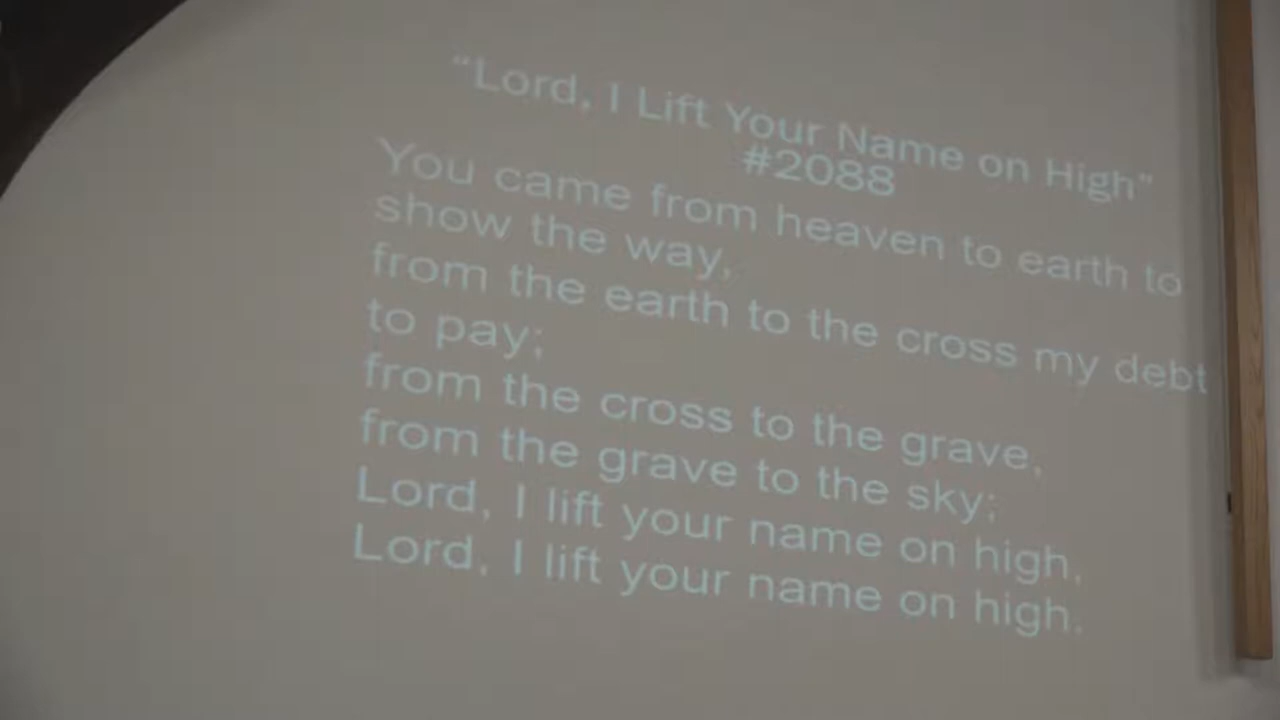 “Lord, I Lift Your Name on High”
#2088
You came from heaven to earth to
show the way,
from the earth to the cross my debt
to pay;
from the cross to the grave,
from the grave to the sky;
Lord, I lift your name on high.
Lord, I lift your name on high.